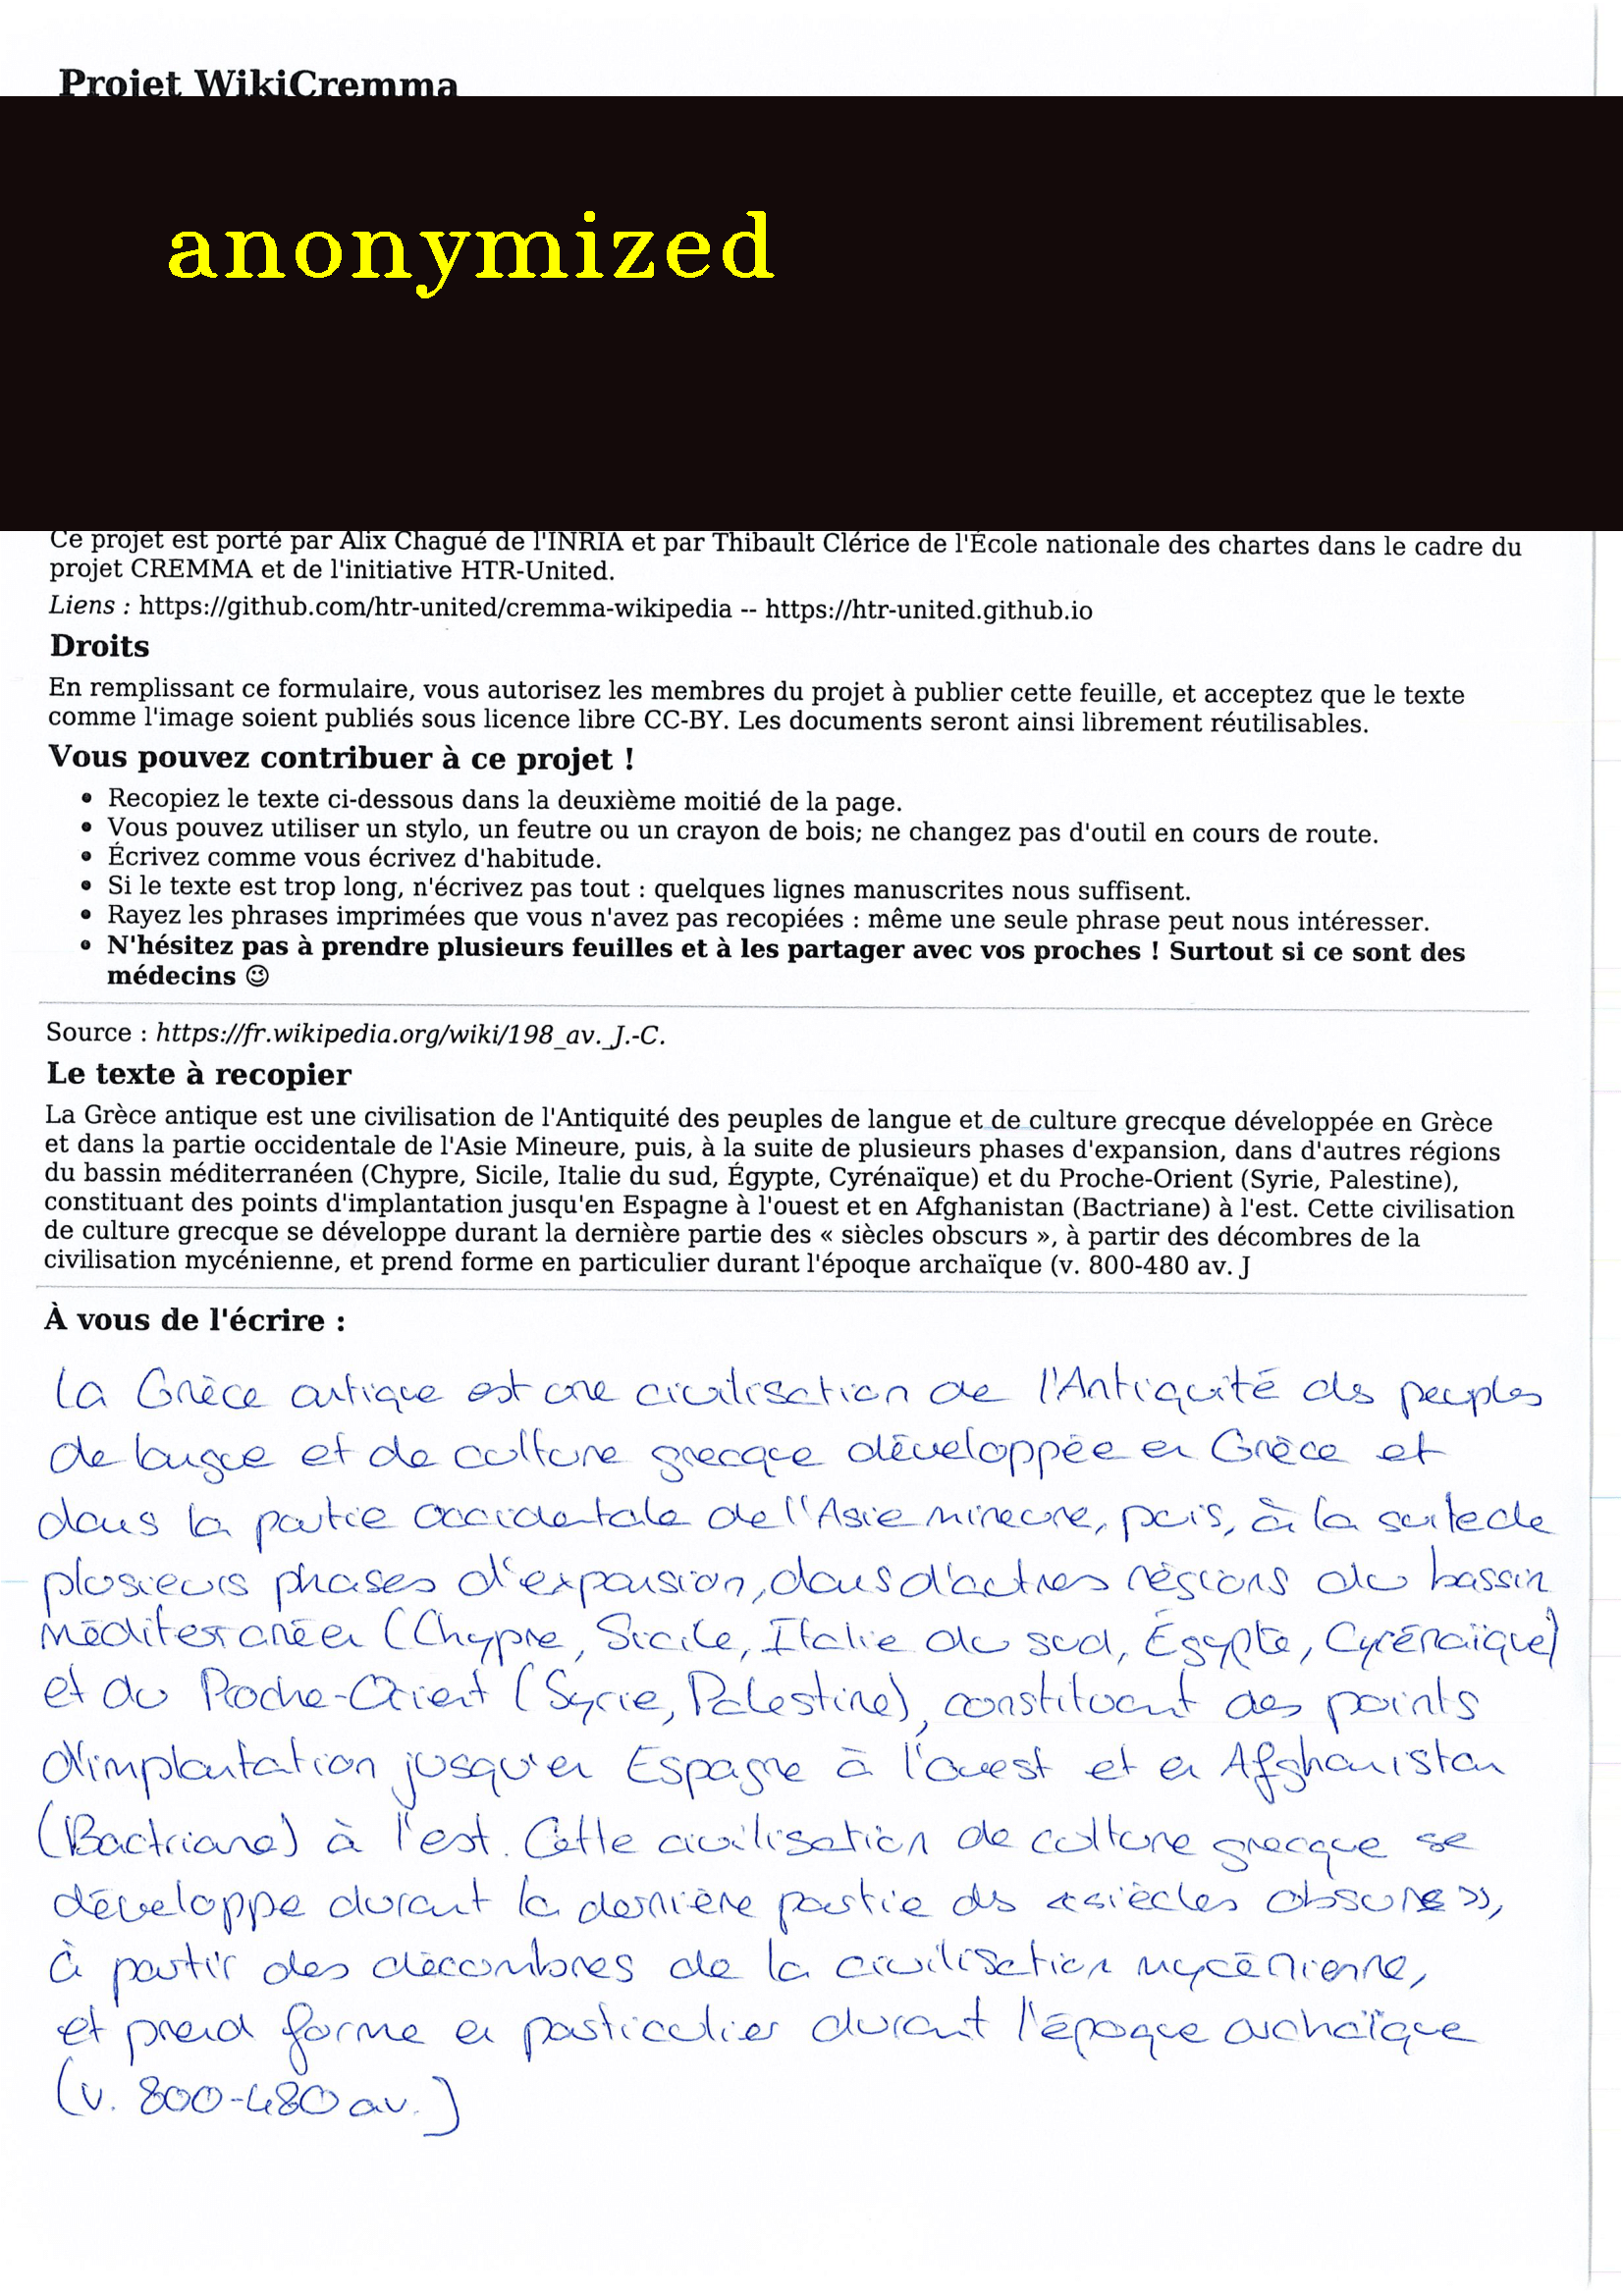 Projet WikiCremma
anonymized
Ce projet est porté par Alix Chagué de l'INRIA et par Thibault Clérice de l'École nationale des chartes dans le cadre du
projet CREMMA et de l'initiative HTR-United.
Liens : https://github.com/htr-united/cremma-wikipedia -- https://htr-united.github.io
Droits
En remplissant ce formulaire, vous autorisez les membres du projet à publier cette feuille, et acceptez que le texte
comme l'image soient publiés sous licence libre CC-BY. Les documents seront ainsi librement réutilisables.
Vous pouvez contribuer à ce projet !
• Recopiez le texte ci-dessous dans la deuxième moitié de la page.
• Vous pouvez utiliser un stylo, un feutre ou un crayon de bois; ne changez pas d'outil en cours de route.
• Écrivez comme vous écrivez d'habitude.
• Si le texte est trop long, n'écrivez pas tout : quelques lignes manuscrites nous suffisent.
• Rayez les phrases imprimées que vous n'avez pas recopiées : même une seule phrase peut nous intéresser.
• N'hésitez pas à prendre plusieurs feuilles et à les partager avec vos proches ! Surtout si ce sont des
médecins 😉
Source : https://fr.wikipedia.org/wiki/198_av._J.-C.
Le texte à recopier
La Grèce antique est une civilisation de l'Antiquité des peuples de langue et de culture grecque développée en Grèce
et dans la partie occidentale de l'Asie Mineure, puis, à la suite de plusieurs phases d'expansion, dans d'autres régions
du bassin méditerranéen (Chypre, Sicile, Italie du sud, Égypte, Cyrénaïque) et du Proche-Orient (Syrie, Palestine),
constituant des points d'implantation jusqu'en Espagne à l'ouest et en Afghanistan (Bactriane) à l'est. Cette civilisation
de culture grecque se développe durant la dernière partie des « siècles obscurs », à partir des décombres de la
civilisation mycénienne, et prend forme en particulier durant l'époque archaïque (v. 800-480 av. J
À vous de l'écrire :
La Grèce antique est une civilisation de l'Antiquité des peuples
de langue et de culture grecque développée en Grèce et
dans la partie occidentale de l'Asie mineure, puis, à la suite de
plusieurs phases d'expansion, dans d'autres régions du bassin
méditerranéen (Chypre, Sicile, Italie du sud, Égypte, Cyrénaïque)
et du Proche-Orient (Syrie, Palestine), constituant des points
d'implantation jusqu'en Espagne à l'ouest et en Afghanistan
(Bactriane) à l'est. Cette civilisation de culture grecque se
développe durant la dernière partie des « siècles obscurs »,
à partir des décombres de la civilisation mycénienne,
et prend forme en particulier durant l'époque archaïque
(v. 800-480 av. J